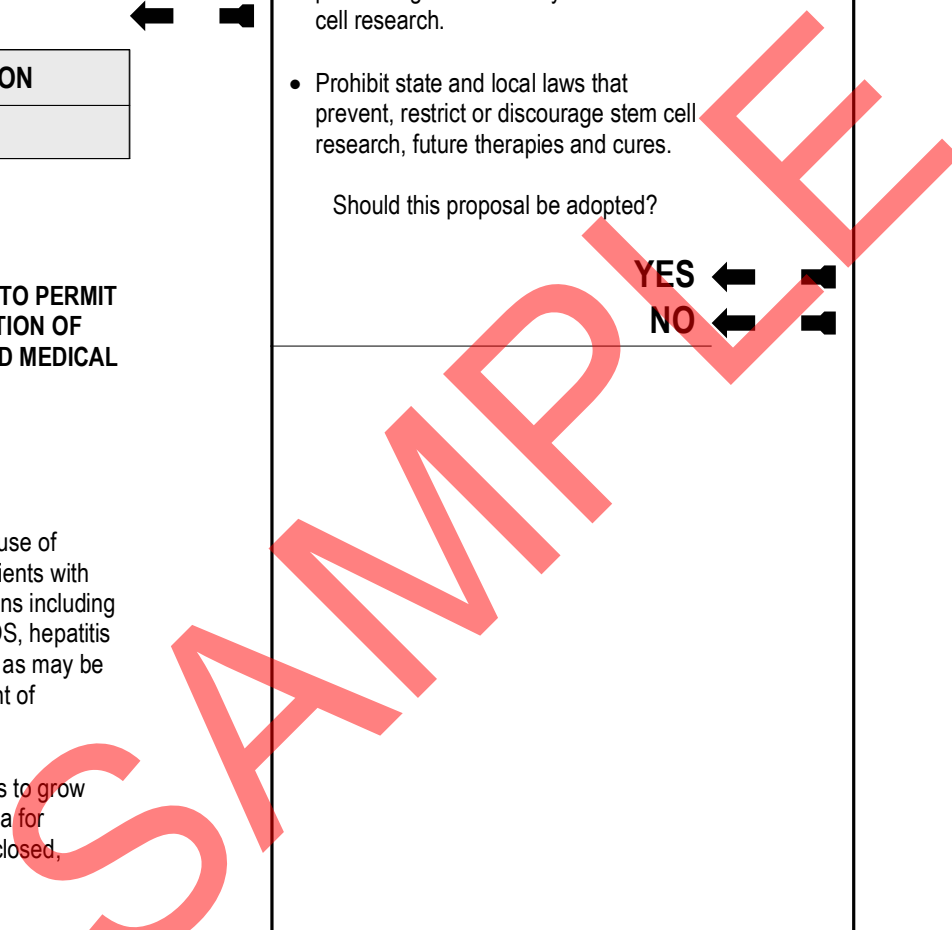 ON
TO PERMIT
TION OF
D MEDICAL
use of
ients with
ns including
OS, hepatitis
as may be
nt of
s to grow
a for
closed,
cell research.
• Prohibit state and local laws that
prevent, restrict or discourage stem cell
research, future therapies and cures.
Should this proposal be adopted?
YES
NO
SAMPLE